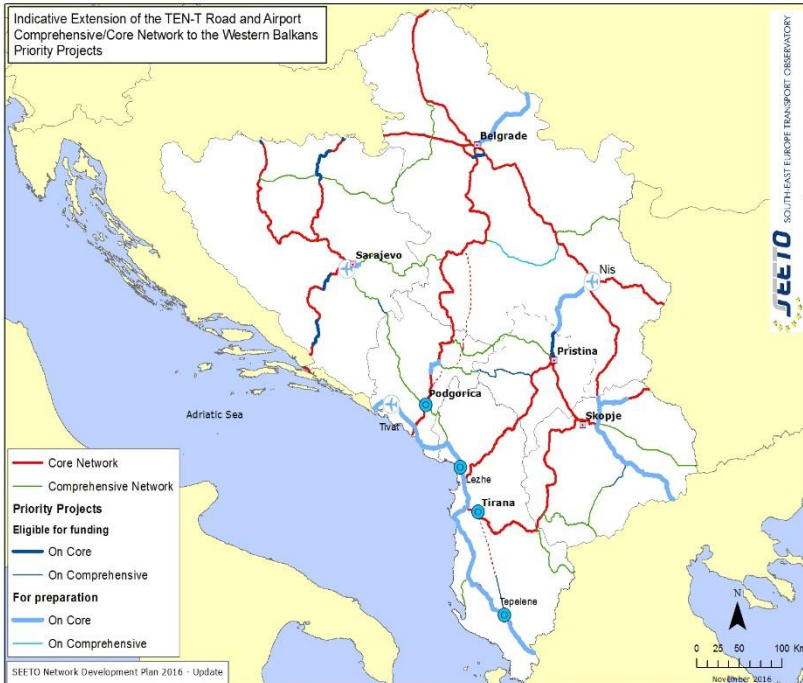 Indicative Extension of the TEN-T Road and Airport
Comprehensive/Core Network to the Western Balkans
Priority Projects
SEETO SOUTH-EAST EUROPE TRANSPORT OBSERVATORY
Belgrade
Sarajevo
Nis
Pristina
Podgorica
Skopje
Adriatic Sea
Tivat
Lezhe
Tirana
Tepelene
Core Network
Comprehensive Network
Priority Projects
Eligible for funding
On Core
On Comprehensive
For preparation
On Core
On Comprehensive
SEETO Network Development Plan 2016 - Update
N
0 25 50 100 Km
November 2016